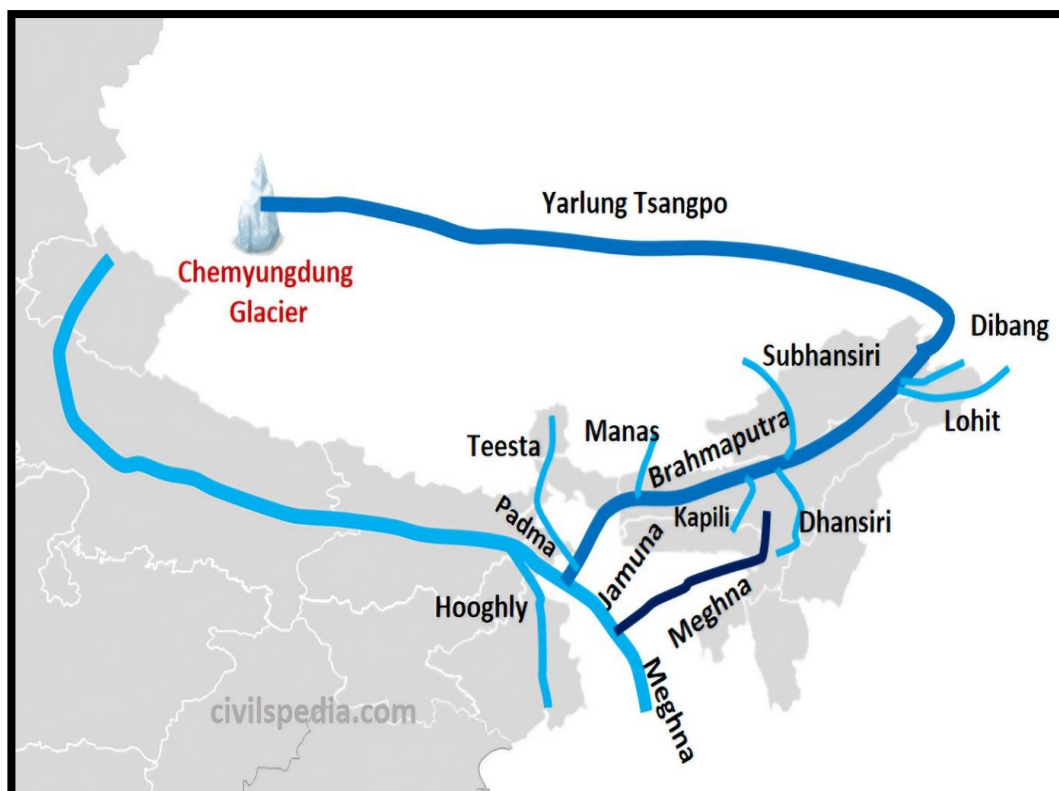 Yarlung Tsangpo
Chemyungdung
Glacier
Dibang
Subhansiri
Lohit
Manas
Teesta
Brahmaputra
Padma
Kapili
Dhansiri
Jamuna
Hooghly
Meghna
Meghna
civilspedia.com